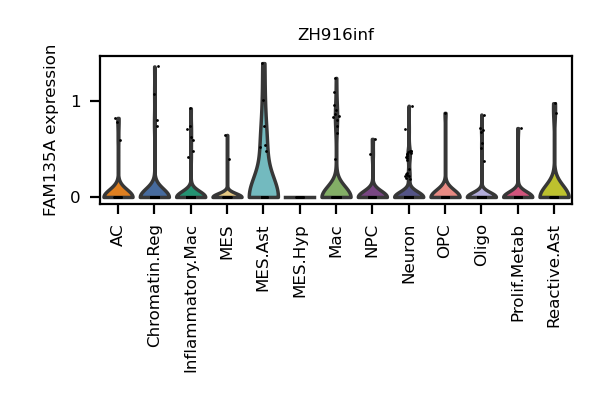 ZH916inf
FAM135A expression
1
0
AC
Chromatin.Reg
Inflammatory.Mac
MES
MES.Ast
MES.Hyp
Mac
NPC
Neuron
OPC
Oligo
Prolif.Metab
Reactive.Ast